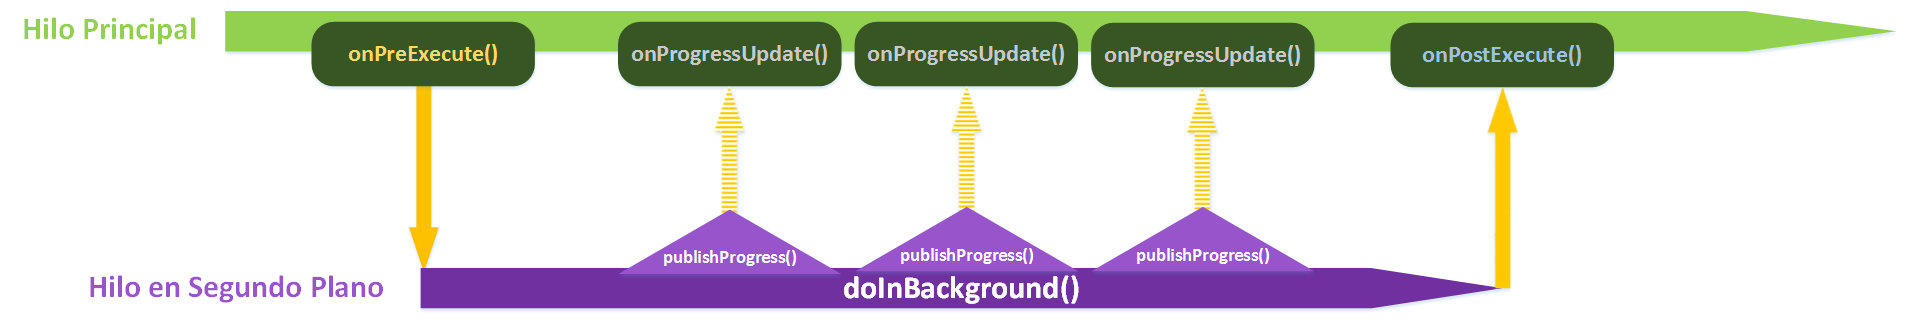 Hilo Principal
onPreExecute()
onProgressUpdate()
onProgressUpdate()
onProgressUpdate()
onPostExecute()
publishProgress()
publishProgress()
publishProgress()
Hilo en Segundo Plano
doInBackground()